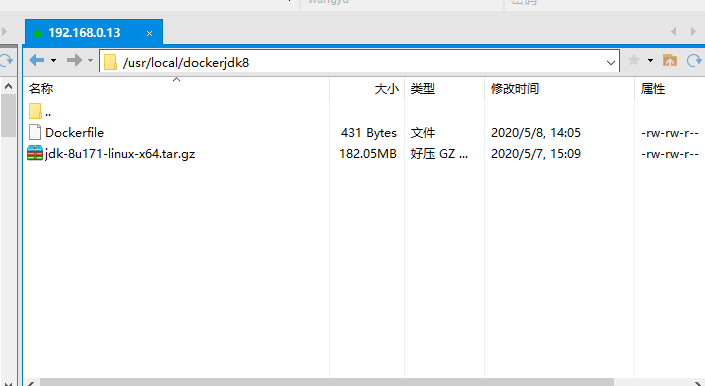 192.168.0.13 ×
/usr/local/dockerjdk8
名称 大小 类型 修改时间 属性
..
Dockerfile 431 Bytes 文件 2020/5/8, 14:05 -rw-rw-r--
jdk-8u171-linux-x64.tar.gz 182.05MB 好压 GZ ... 2020/5/7, 15:09 -rw-rw-r--